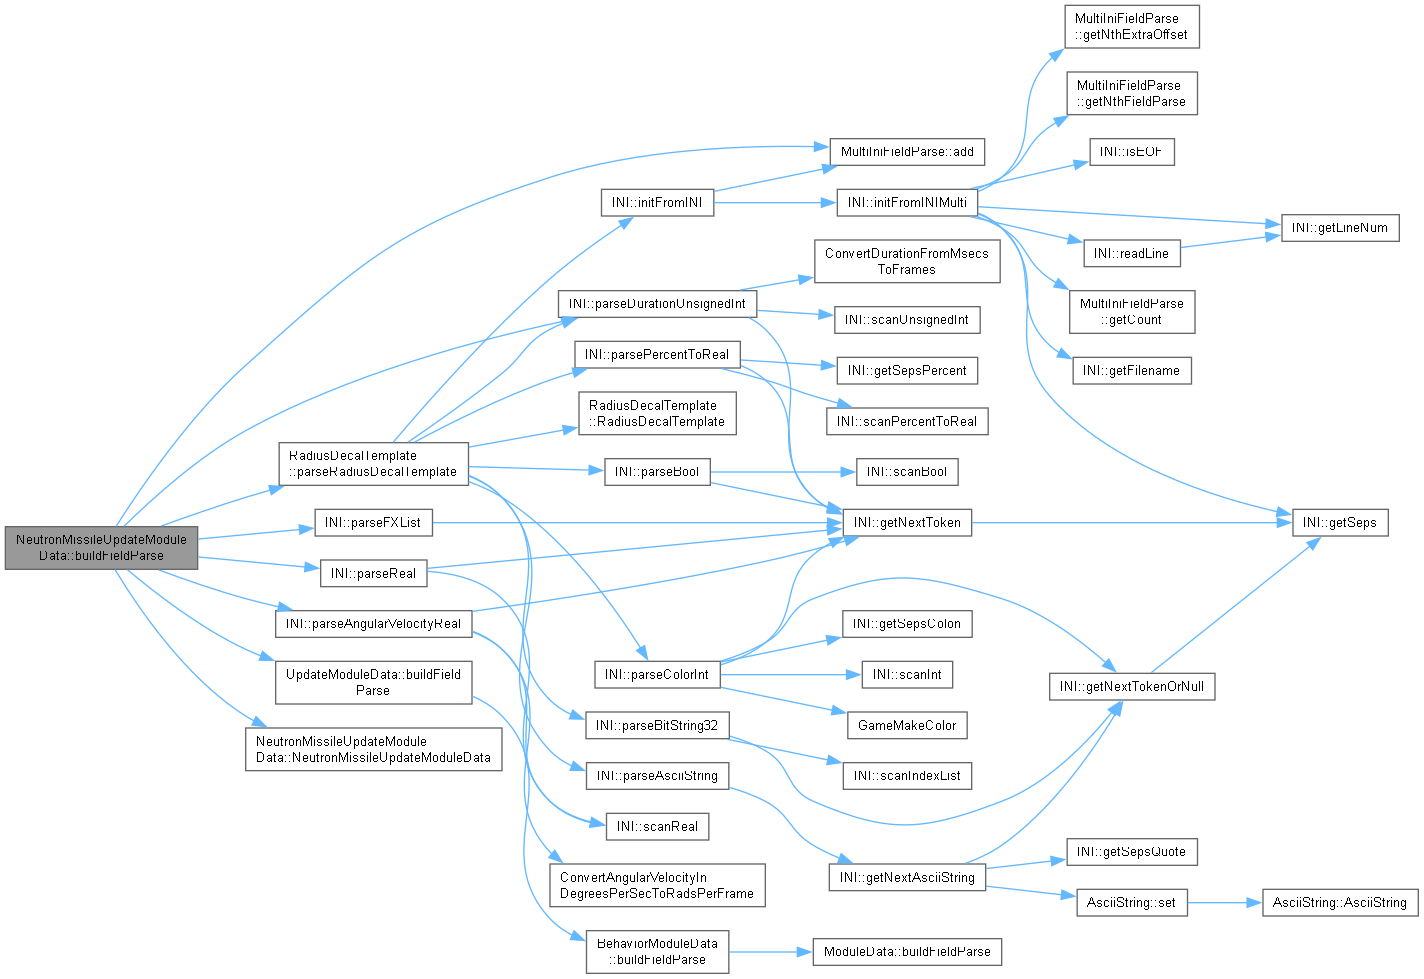 MultiIniFieldParse
::getNthExtraOffset
MultiIniFieldParse
::getNthFieldParse
MultiIniFieldParse::add
INI::isEOF
INI::initFromINI
INI::initFromINIMulti
INI::getLineNum
INI::readLine
ConvertDurationFromMsecs
ToFrames
INI::parseDurationUnsignedInt
INI::scanUnsignedInt
MultiIniFieldParse
::getCount
INI::parsePercentToReal
INI::getSepsPercent
INI::getFilename
RadiusDecalTemplate
::RadiusDecalTemplate
INI::scanPercentToReal
RadiusDecalTemplate
::parseRadiusDecalTemplate
INI::parseBool
INI::scanBool
INI::parseFXList
INI::getNextToken
INI::getSeps
NeutronMissileUpdateModule
Data::buildFieldParse
INI::parseReal
INI::parseAngularVelocityReal
INI::getSepsColon
UpdateModuleData::buildField
Parse
INI::parseColorInt
INI::scanInt
INI::getNextTokenOrNull
INI::parseBitString32
GameMakeColor
NeutronMissileUpdateModule
Data::NeutronMissileUpdateModuleData
INI::parseAsciiString
INI::scanIndexList
INI::scanReal
INI::getSepsQuote
ConvertAngularVelocityIn
DegreesPerSecToRadsPerFrame
INI::getNextAsciiString
AsciiString::set
AsciiString::AsciiString
BehaviorModuleData
::buildFieldParse
ModuleData::buildFieldParse